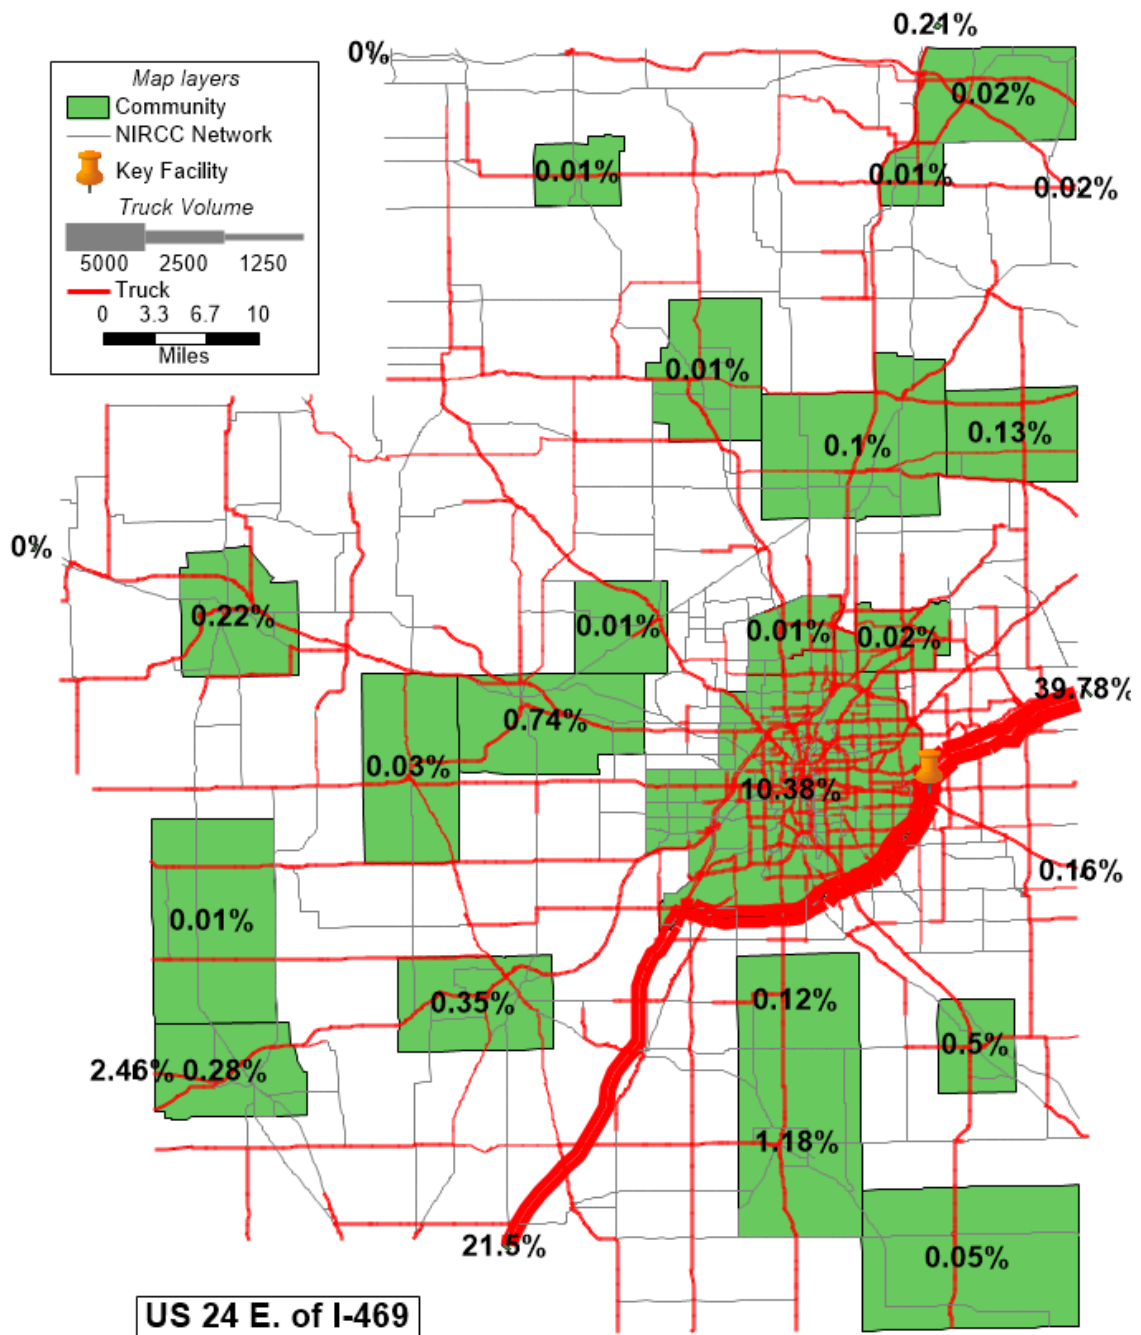 0.21%
0%
Map layers
Community
NIRCC Network
Key Facility
Truck Volume
5000 2500 1250
Truck
0 3.3 6.7 10
Miles
0.02%
0.01%
0.01%
0.02%
0.01%
0.1%
0.13%
0%
0.22%
0.01%
0.01%
0.02%
39.78%
0.74%
0.03%
10.38%
0.16%
0.01%
0.35%
0.12%
0.5%
2.46% 0.28%
1.18%
21.5%
0.05%
US 24 E. of I-469